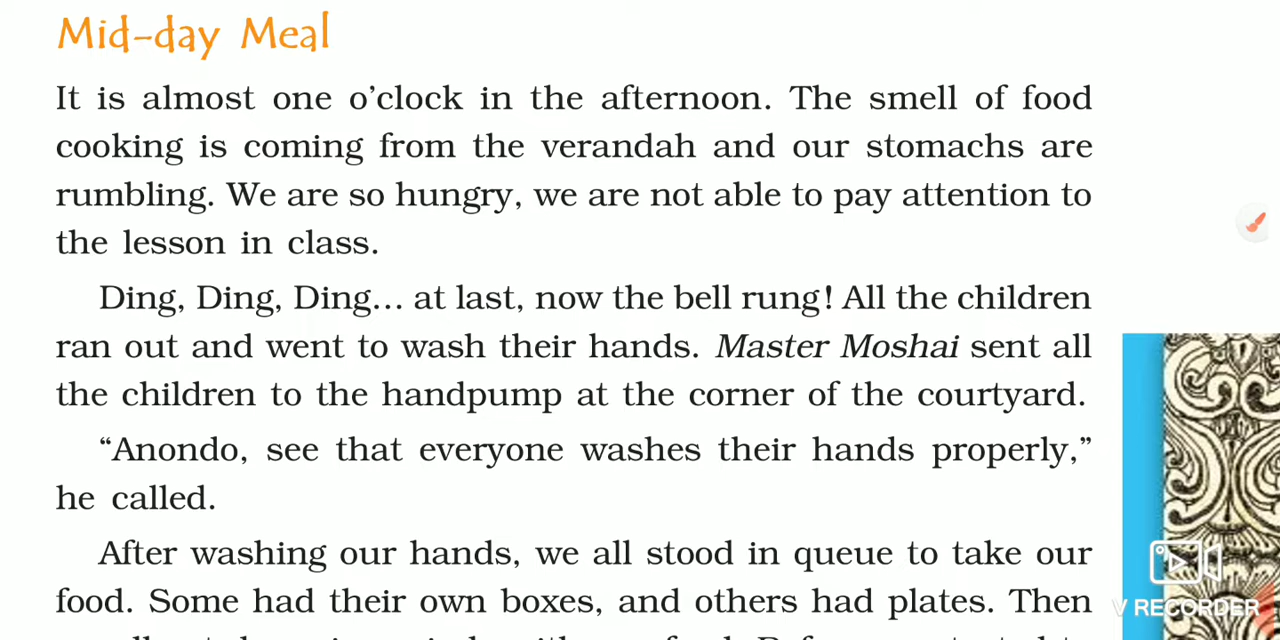 Mid-day Meal
It is almost one o’clock in the afternoon. The smell of food
cooking is coming from the verandah and our stomachs are
rumbling. We are so hungry, we are not able to pay attention to
the lesson in class.
Ding, Ding, Ding... at last, now the bell rung! All the children
ran out and went to wash their hands. Master Moshai sent all
the children to the handpump at the corner of the courtyard.
“Anondo, see that everyone washes their hands properly,”
he called.
After washing our hands, we all stood in queue to take our
food. Some had their own boxes, and others had plates. Then
V RECORDER